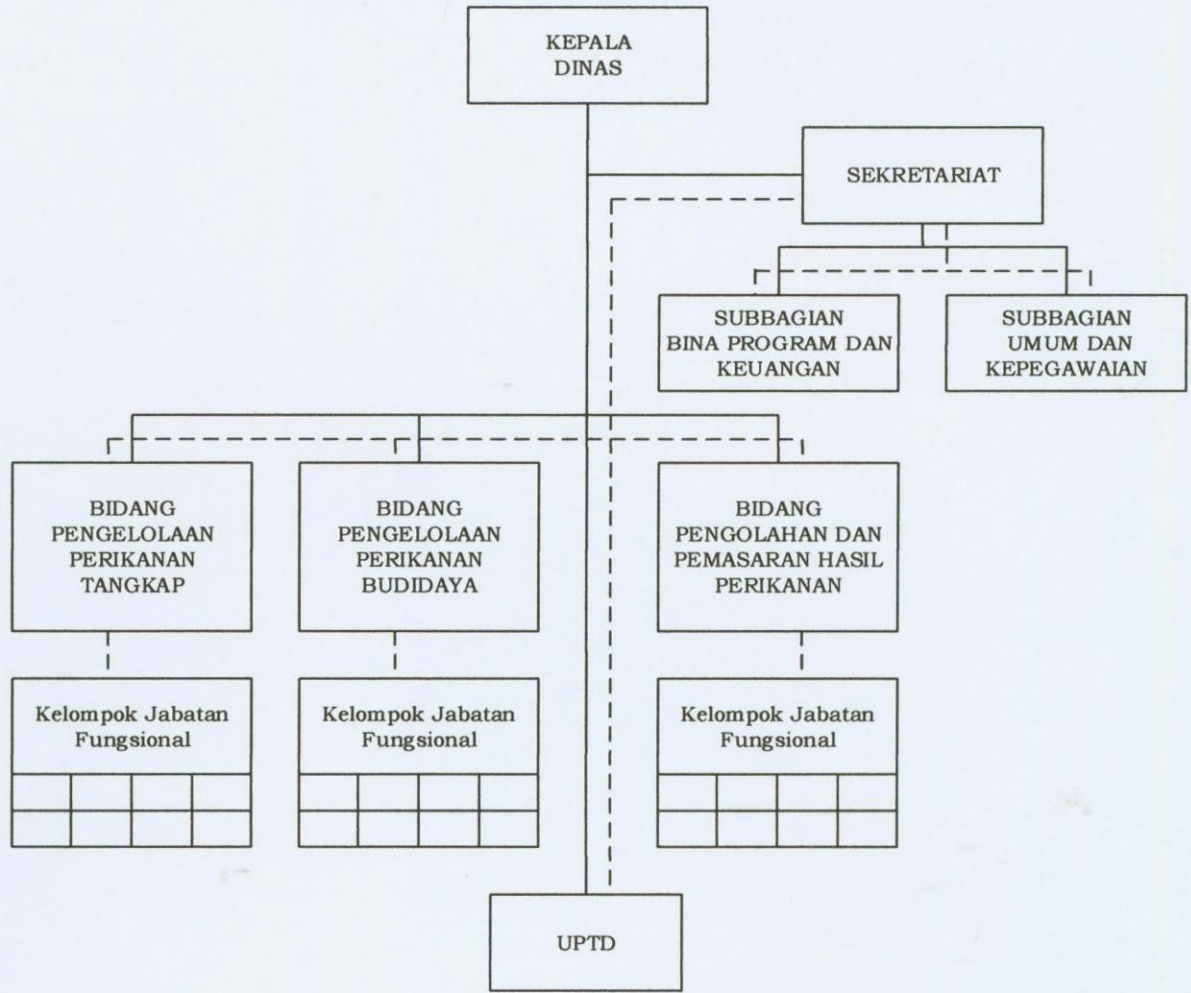 KEPALA
DINAS
SEKRETARIAT
SUBBAGIAN
BINA PROGRAM DAN
KEUANGAN
SUBBAGIAN
UMUM DAN
KEPEGAWAIAN
BIDANG
PENGELOLAAN
PERIKANAN
TANGKAP
BIDANG
PENGELOLAAN
PERIKANAN
BUDIDAYA
BIDANG
PENGOLAHAN DAN
PEMASARAN HASIL
PERIKANAN
Kelompok Jabatan
Fungsional
Kelompok Jabatan
Fungsional
Kelompok Jabatan
Fungsional
UPTD